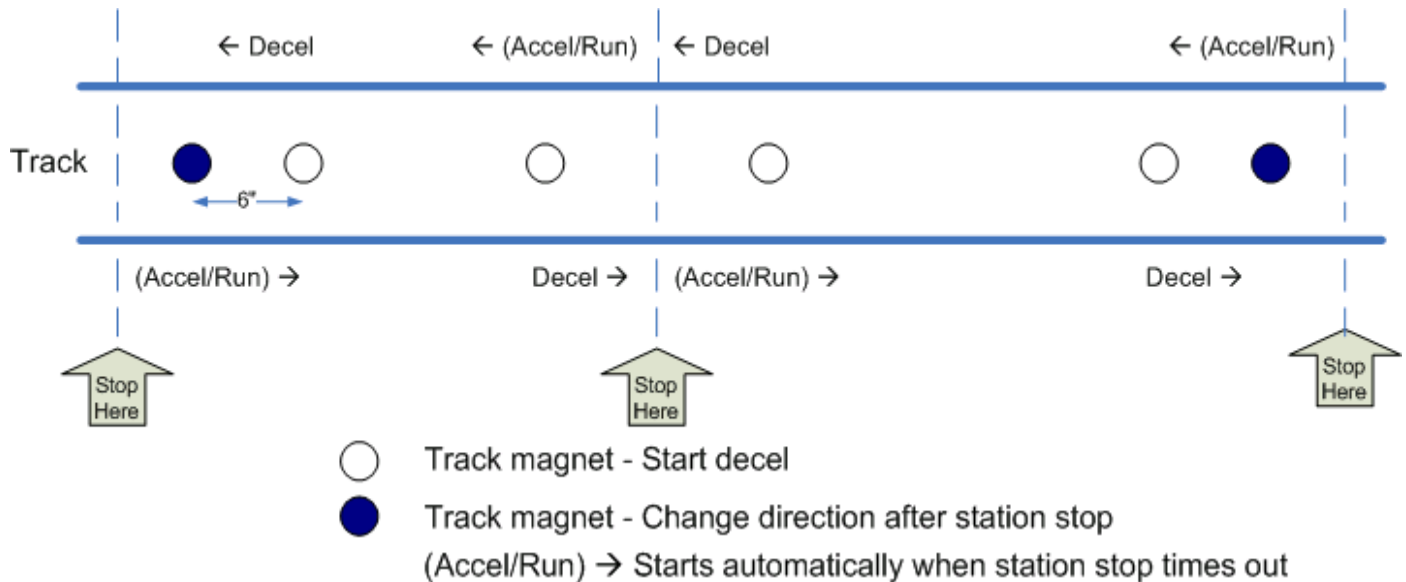 ← Decel
← (Accel/Run)
← Decel
← (Accel/Run)
Track
6"
(Accel/Run) →
Decel →
(Accel/Run) →
Decel →
Stop
Here
Stop
Here
Stop
Here
Track magnet - Start decel
Track magnet - Change direction after station stop
(Accel/Run) → Starts automatically when station stop times out